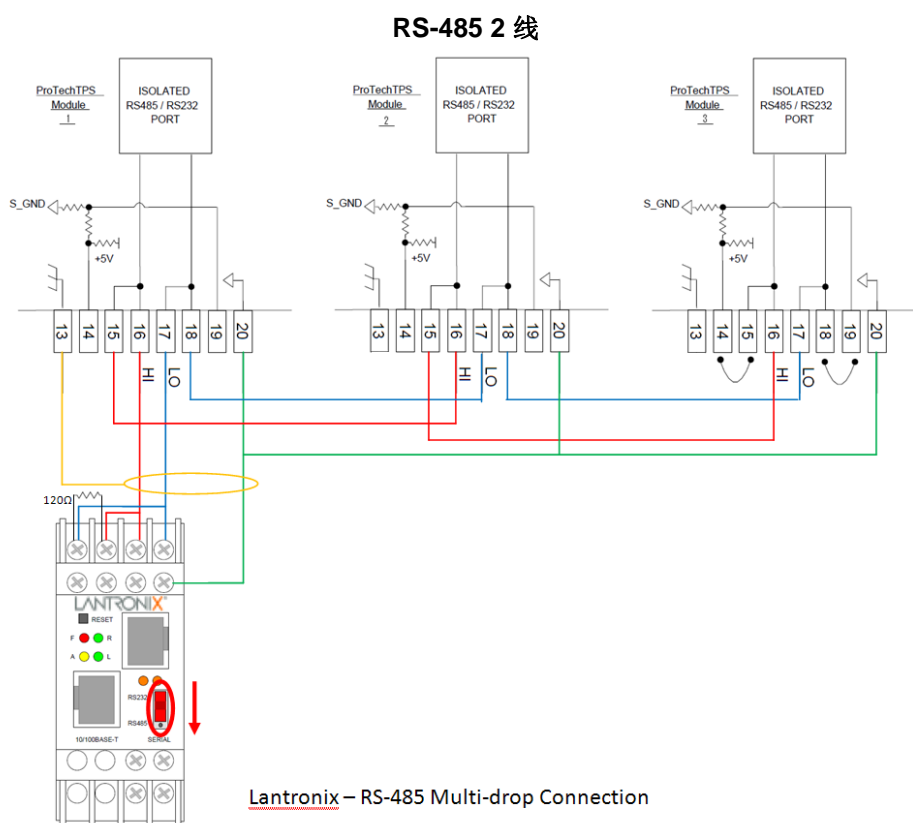 RS-485 2 线
ProTechTPS
Module
1
ISOLATED
RS485 / RS232
PORT
ProTechTPS
Module
2
ISOLATED
RS485 / RS232
PORT
ProTechTPS
Module
3
ISOLATED
RS485 / RS232
PORT
S_GND
+5V
S_GND
+5V
S_GND
+5V
13 14 15 16 17 18 19 20
13 14 15 16 17 18 19 20
13 14 15 16 17 18 19 20
HI LO
HI LO
HI LO
120Ω
LANTRONIX
RESET
F R
A L
RS232
RS485
10/100BASE-T SERIAL
Lantronix – RS-485 Multi-drop Connection